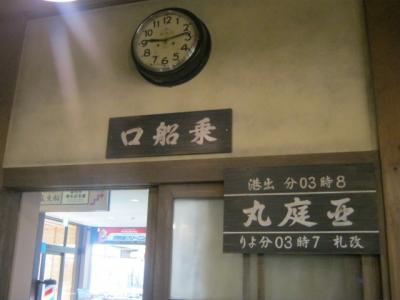 乗船口
8時30分 出港
亜庭丸
改札 7時30分より